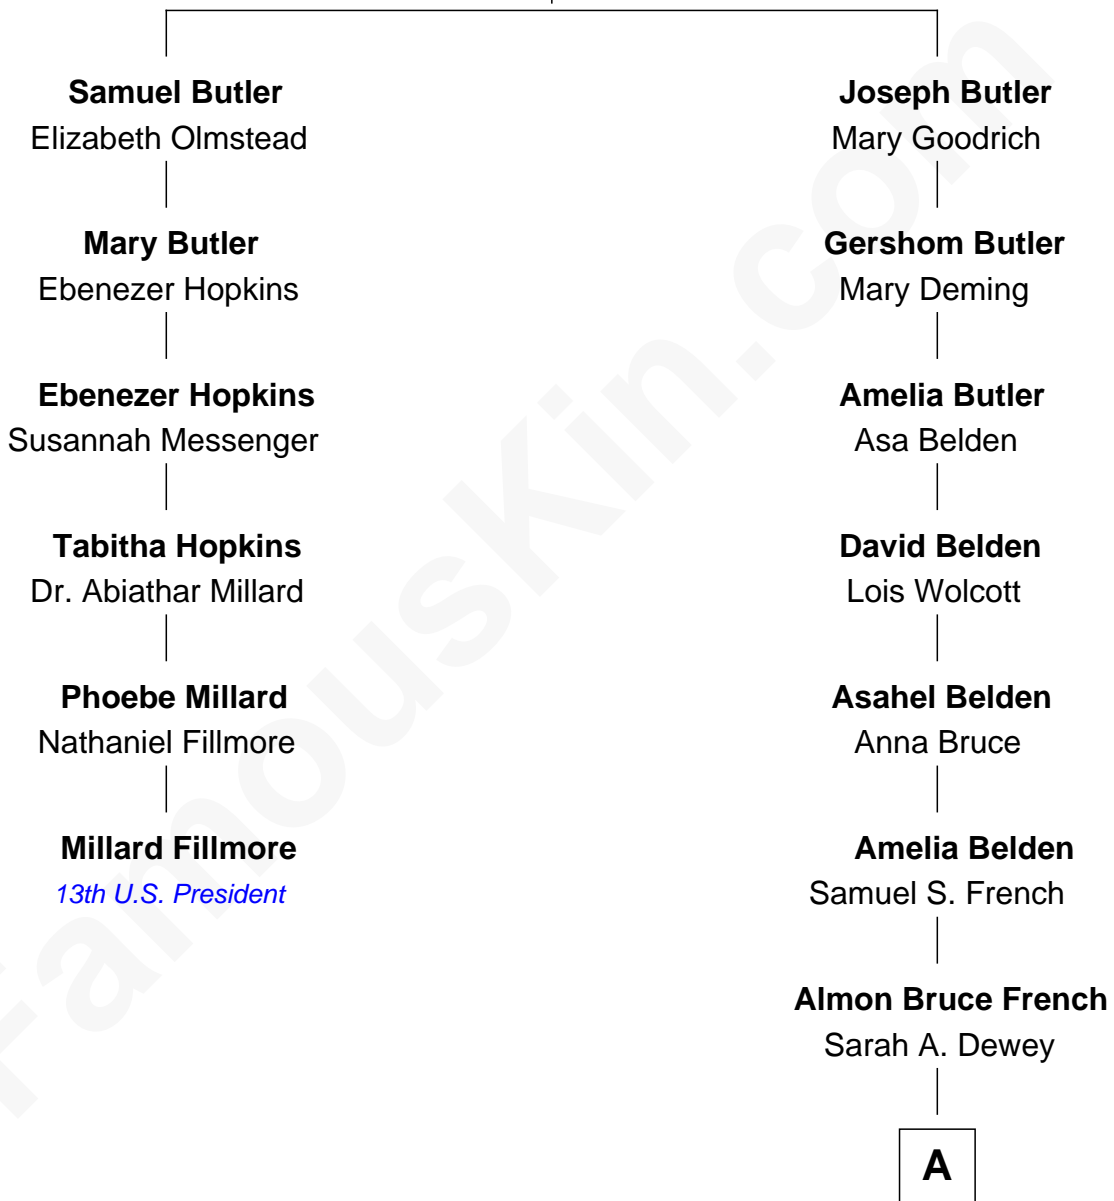 Samuel Butler
Elizabeth Olmstead
Mary Butler
Ebenezer Hopkins
Ebenezer Hopkins
Susannah Messenger
Tabitha Hopkins
Dr. Abiathar Millard
Phoebe Millard
Nathaniel Fillmore
Millard Fillmore
13th U.S. President
Joseph Butler
Mary Goodrich
Gershom Butler
Mary Deming
Amelia Butler
Asa Belden
David Belden
Lois Wolcott
Asahel Belden
Anna Bruce
Amelia Belden
Samuel S. French
Almon Bruce French
Sarah A. Dewey
A
FamousKin.com